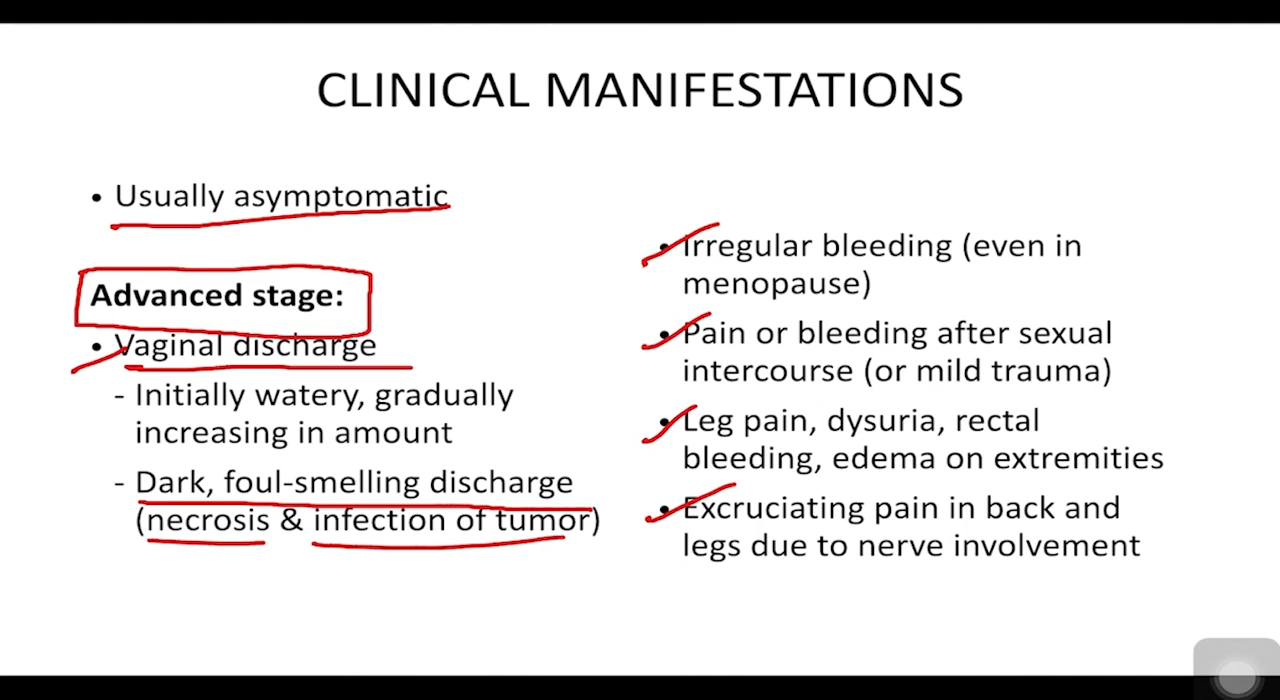 CLINICAL MANIFESTATIONS
• Usually asymptomatic
Advanced stage:
• Vaginal discharge
- Initially watery, gradually
increasing in amount
- Dark, foul-smelling discharge
(necrosis & infection of tumor)
• Irregular bleeding (even in
menopause)
• Pain or bleeding after sexual
intercourse (or mild trauma)
• Leg pain, dysuria, rectal
bleeding, edema on extremities
• Excruciating pain in back and
legs due to nerve involvement